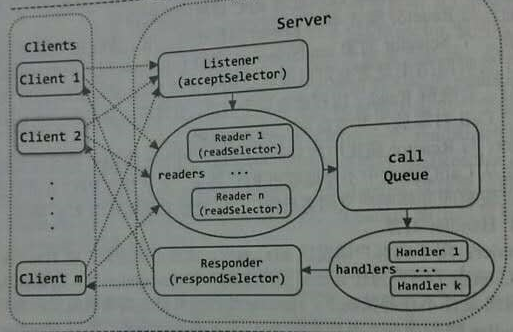 Server
Clients
Client 1
Client 2
Client m
Listener
(acceptSelector)
Reader 1
(readSelector)
readers
...
Reader n
(readSelector)
call
Queue
Responder
(respondSelector)
handlers
Handler 1
...
Handler k